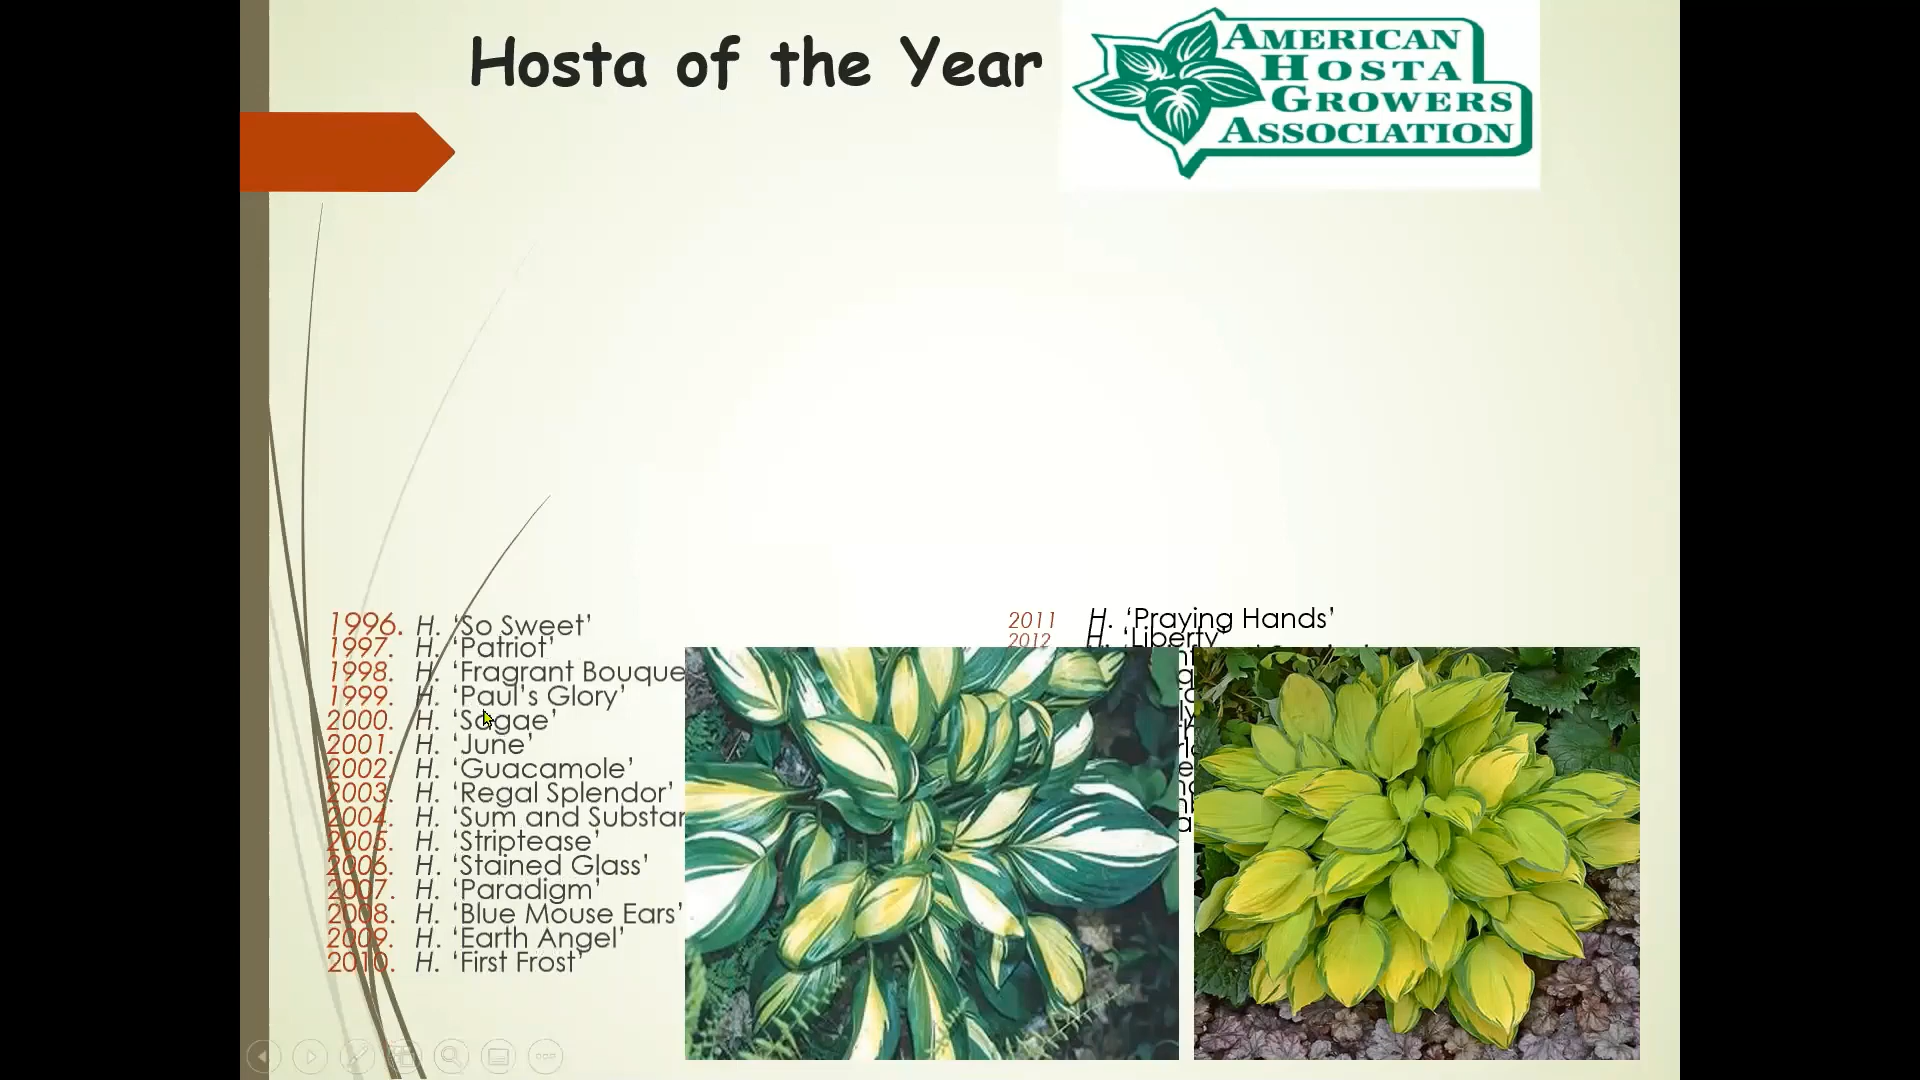 Hosta of the Year
AMERICAN
HOSTA
GROWERS
ASSOCIATION
1996. H. ‘So Sweet’
1997. H. ‘Patriot’
1998. H. ‘Fragrant Bouque
1999. H. ‘Paul’s Glory’
2000. H. ‘Sagae’
2001. H. ‘June’
2002. H. ‘Guacamole’
2003. H. ‘Regal Splendor’
2004. H. ‘Sum and Substan
2005. H. ‘Striptease’
2006. H. ‘Stained Glass’
2007. H. ‘Paradigm’
2008. H. ‘Blue Mouse Ears’
2009. H. ‘Earth Angel’
2010. H. ‘First Frost’
2011 H. ‘Praying Hands’
2012 H. ‘Liberty’